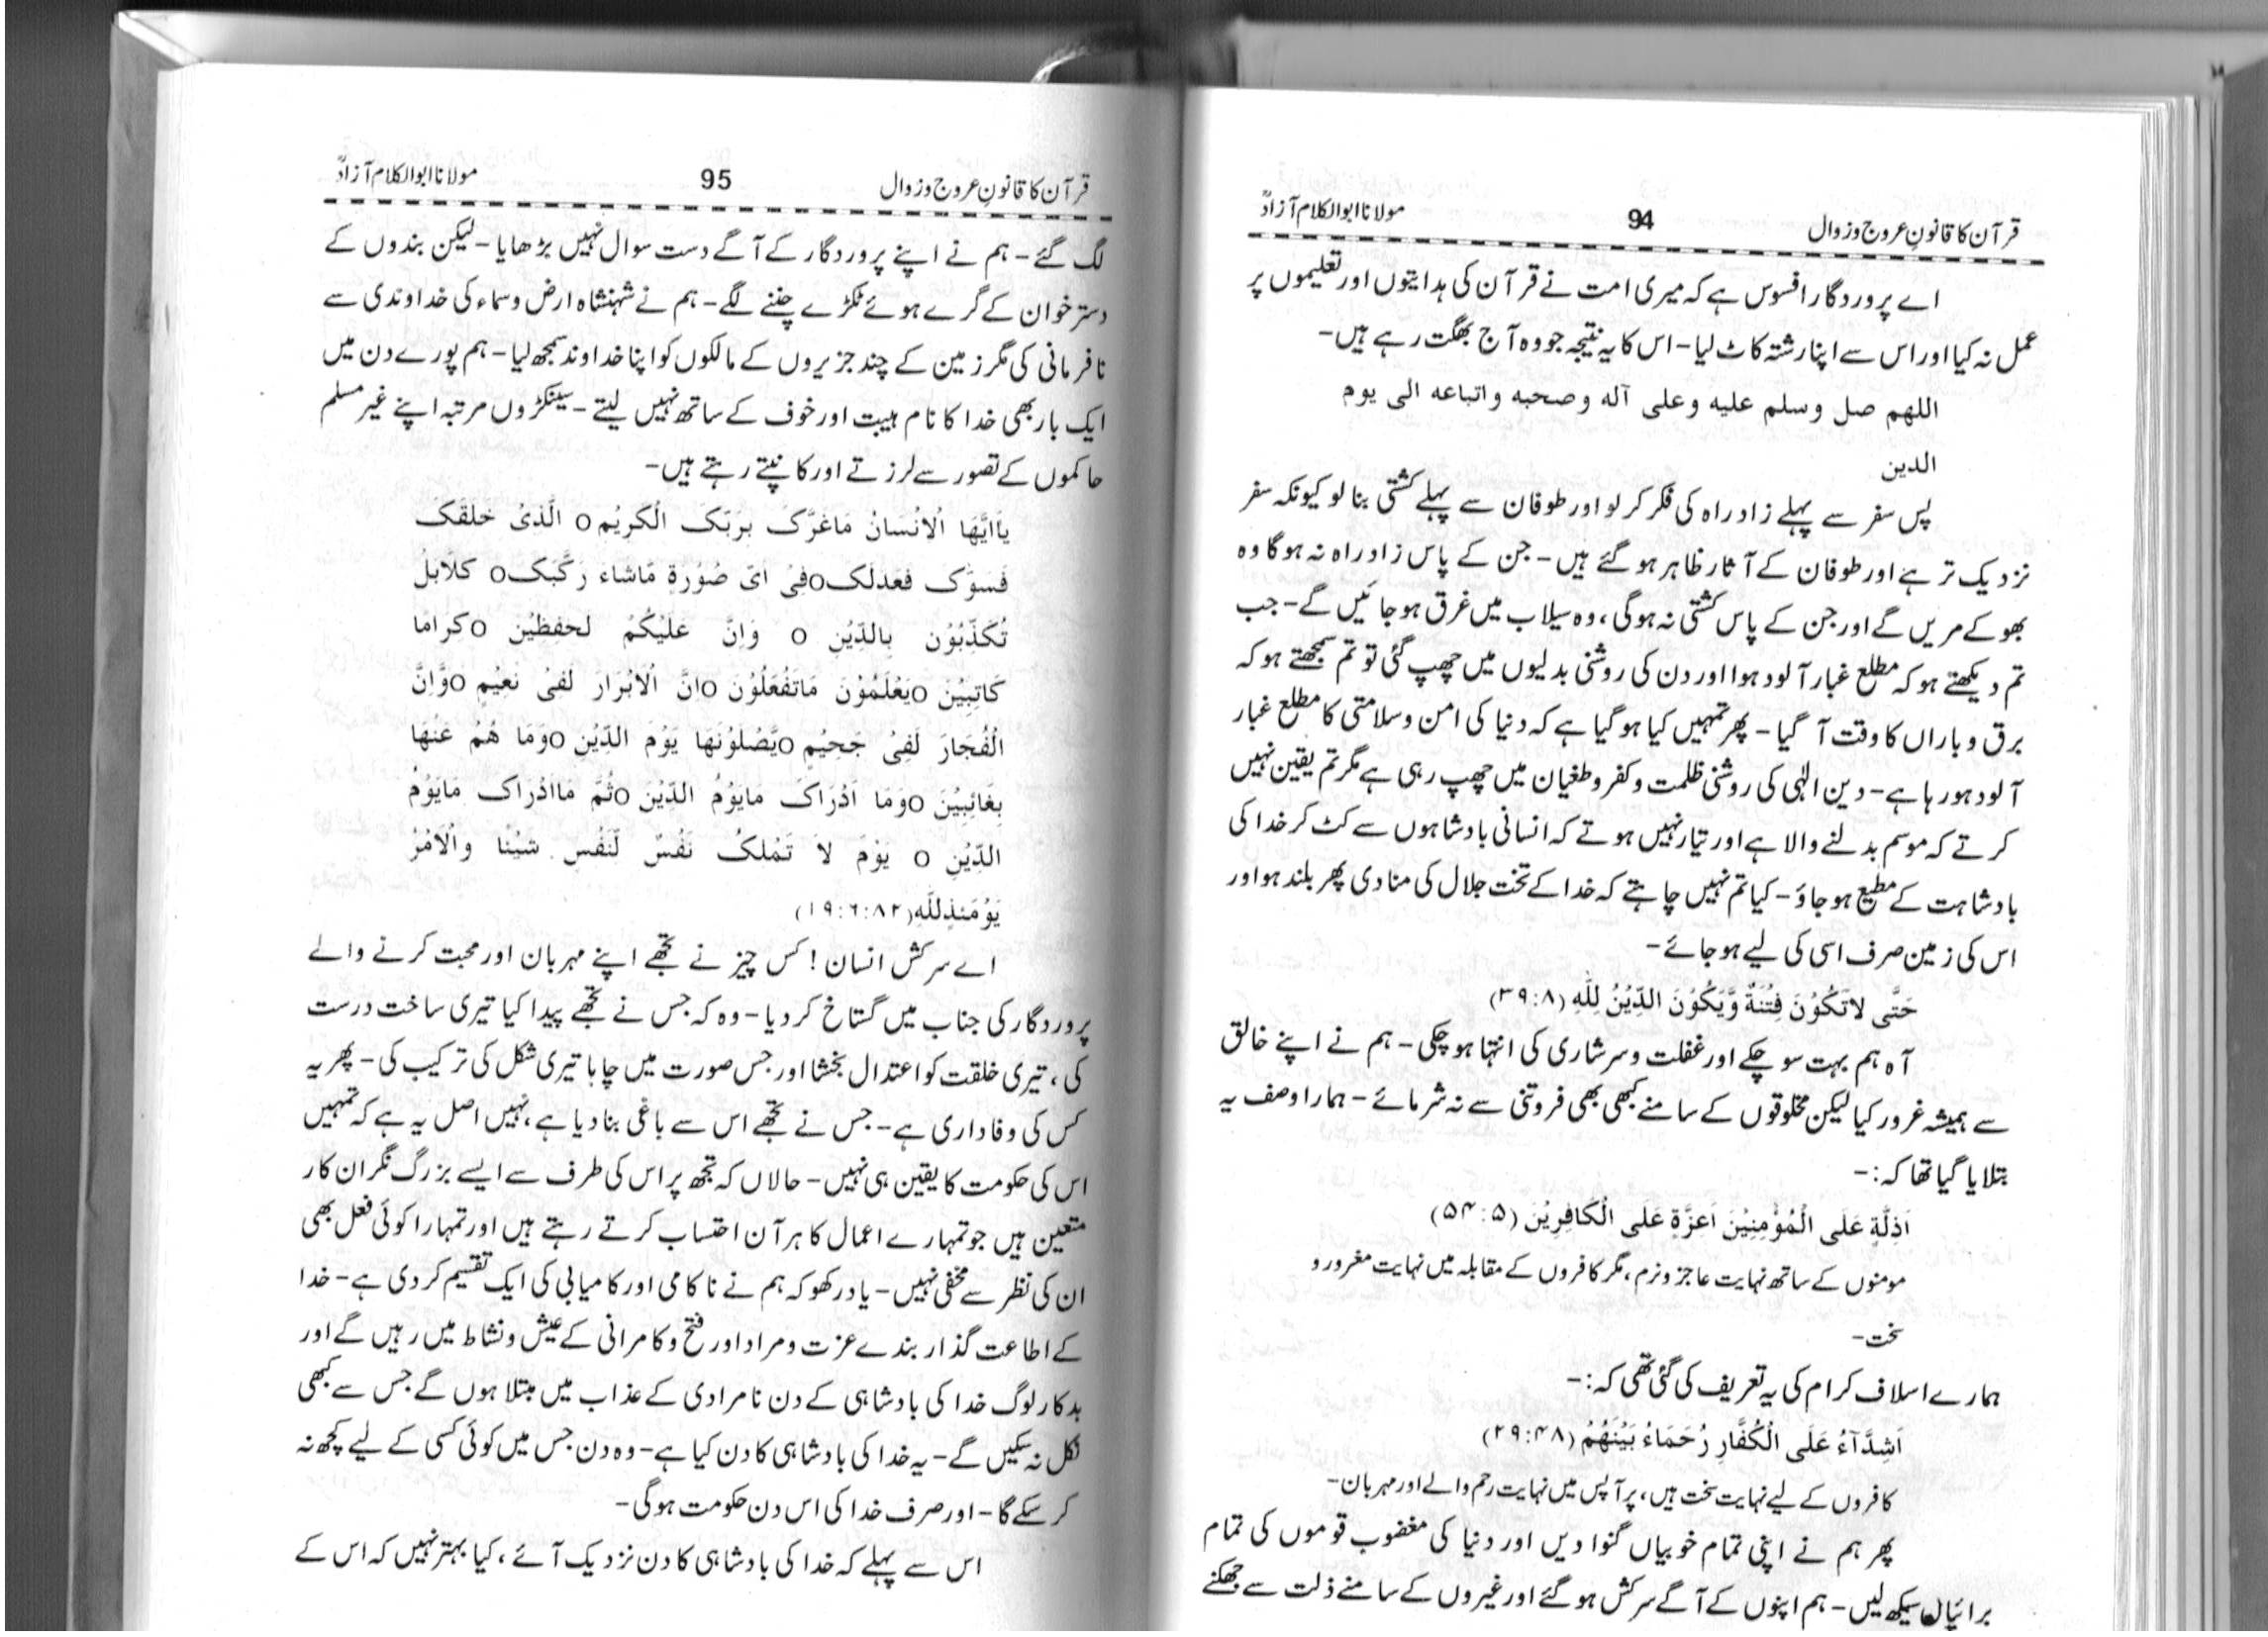 قرآن کا قانونِ عروج و زوال 94 مولانا ابوالکلام آزادؒ
اے پروردگار افسوس ہے کہ میری امت نے قرآن کی ہدایتوں اور تعلیموں پر
عمل نہ کیا اور اس سے اپنا رشتہ کاٹ لیا۔ اس کا یہ نتیجہ جو وہ آج بھگت رہے ہیں۔
اللهم صل وسلم عليه وعلى آله وصحبه واتباعه الى يوم
الدين
پس سفر سے پہلے زادِ راہ کی فکر کر لو اور طوفان سے پہلے کشتی بنا لو کیونکہ سفر
نزدیک تر ہے اور طوفان کے آثار ظاہر ہو گئے ہیں۔ جن کے پاس زادِ راہ نہ ہو گا وہ
بھوکے مریں گے اور جن کے پاس کشتی نہ ہو گی، وہ سیلاب میں غرق ہو جائیں گے۔ جب
تم دیکھتے ہو کہ مطلع غبار آلود ہوا اور دن کی روشنی بدلیوں میں چھپ گئی تو تم سمجھتے ہو کہ
برق و باراں کا وقت آ گیا۔ پھر تمہیں کیا ہو گیا ہے کہ دنیا کی امن و سلامتی کا مطلع غبار
آلود ہو رہا ہے۔ دین الٰہی کی روشنی ظلمت و کفر و طغیان میں چھپ رہی ہے مگر تم یقین نہیں
کرتے کہ موسم بدلنے والا ہے اور تیار نہیں ہوتے کہ انسانی بادشاہوں سے کٹ کر خدا کی
بادشاہت کے مطیع ہو جاؤ۔ کیا تم نہیں چاہتے کہ خدا کے تخت جلال کی منادی پھر بلند ہو اور
اس کی زمین صرف اسی کی لیے ہو جائے۔
حَتّٰى لاتَكُوْنَ فِتْنَةٌ وَّيَكُوْنَ الدِّيْنُ لِلّٰهِ (۳۹:۸)
آہ ہم بہت سو چکے اور غفلت و سرشاری کی انتہا ہو چکی۔ ہم نے اپنے خالق
سے ہمیشہ غرور کیا لیکن مخلوقوں کے سامنے کبھی بھی فروتنی سے نہ شرمائے۔ ہمارا وصف یہ
بتلایا گیا تھا کہ:۔
اَذِلَّةٍ عَلَى الْمُؤْمِنِيْنَ اَعِزَّةٍ عَلَى الْكَافِرِيْنَ (۵۴:۵)
مومنوں کے ساتھ نہایت عاجز و نرم، مگر کافروں کے مقابلہ میں نہایت مغرور و
سخت۔
ہمارے اسلاف کرام کی یہ تعریف کی گئی تھی کہ:۔
اَشِدَّآءُ عَلَى الْكُفَّارِ رُحَمَاءُ بَيْنَهُمْ (۲۹:۴۸)
کافروں کے لیے نہایت سخت ہیں، پر آپس میں نہایت رحم والے اور مہربان۔
پھر ہم نے اپنی تمام خوبیاں گنوا دیں اور دنیا کی مغضوب قوموں کی تمام
برائیاں سیکھ لیں۔ ہم اپنوں کے آگے سرکش ہو گئے اور غیروں کے سامنے ذلت سے جھکنے
قرآن کا قانونِ عروج و زوال 95 مولانا ابوالکلام آزادؒ
لگ گئے۔ ہم نے اپنے پروردگار کے آگے دست سوال نہیں بڑھایا۔ لیکن بندوں کے
دستر خوان کے گرے ہوئے ٹکڑے چننے لگے۔ ہم نے شہنشاہ ارض و سماء کی خداوندی سے
نافرمانی کی مگر زمین کے چند جزیروں کے مالکوں کو اپنا خداوند سمجھ لیا۔ ہم پورے دن میں
ایک بار بھی خدا کا نام ہیبت اور خوف کے ساتھ نہیں لیتے۔ سینکڑوں مرتبہ اپنے غیر مسلم
حاکموں کے تصور سے لرزتے اور کانپتے رہتے ہیں۔
يٰاَيُّهَا الْاِنْسَانُ مَاغَرَّکَ بِرَبِّکَ الْكَرِيْمِ o الَّذِیْ خَلَقَکَ
فَسَوّٰکَ فَعَدَلَکَ o فِیْ اَیِّ صُوْرَةٍ مَّاشَاءَ رَكَّبَکَ o كَلَّابَلْ
تُكَذِّبُوْنَ بِالدِّيْنِ o وَاِنَّ عَلَيْكُمْ لَحٰفِظِيْنَ o كِرَامًا
كَاتِبِيْنَ o يَعْلَمُوْنَ مَاتَفْعَلُوْنَ o اِنَّ الْاَبْرَارَ لَفِیْ نَعِيْمٍ o وَّاِنَّ
الْفُجَّارَ لَفِیْ جَحِيْمٍ o يَّصْلَوْنَهَا يَوْمَ الدِّيْنِ o وَمَا هُمْ عَنْهَا
بِغَائِبِيْنَ o وَمَا اَدْرَاکَ مَايَوْمُ الدِّيْنَ o ثُمَّ مَااَدْرَاکَ مَايَوْمُ
الدِّيْنِ o يَوْمَ لَا تَمْلِکُ نَفْسٌ لِّنَفْسٍ شَيْئًا وَالْاَمْرُ
يَوْمَئِذٍ لِلّٰهِ (۱۹:۶:۸۲)
اے سرکش انسان! کس چیز نے تجھے اپنے مہربان اور محبت کرنے والے
پروردگار کی جناب میں گستاخ کر دیا۔ وہ کہ جس نے تجھے پیدا کیا تیری ساخت درست
کی، تیری خلقت کو اعتدال بخشا اور جس صورت میں چاہا تیری شکل کی ترکیب کی۔ پھر یہ
کس کی وفاداری ہے۔ جس نے تجھے اس سے باغی بنا دیا ہے، نہیں اصل یہ ہے کہ تمہیں
اس کی حکومت کا یقین ہی نہیں۔ حالاں کہ تجھ پر اس کی طرف سے ایسے بزرگ نگران کار
متعین ہیں جو تمہارے اعمال کا ہر آن احتساب کرتے رہتے ہیں اور تمہارا کوئی فعل بھی
ان کی نظر سے مخفی نہیں۔ یاد رکھو کہ ہم نے ناکامی اور کامیابی کی ایک تقسیم کر دی ہے۔ خدا
کے اطاعت گذار بندے عزت و مراد اور فتح و کامرانی کے عیش و نشاط میں رہیں گے اور
بدکار لوگ خدا کی بادشاہی کے دن نامرادی کے عذاب میں مبتلا ہوں گے جس سے کبھی
نکل نہ سکیں گے۔ یہ خدا کی بادشاہی کا دن کیا ہے۔ وہ دن جس میں کوئی کسی کے لیے کچھ نہ
کر سکے گا۔ اور صرف خدا کی اس دن حکومت ہو گی۔
اس سے پہلے کہ خدا کی بادشاہی کا دن نزدیک آئے، کیا بہتر نہیں کہ اس کے